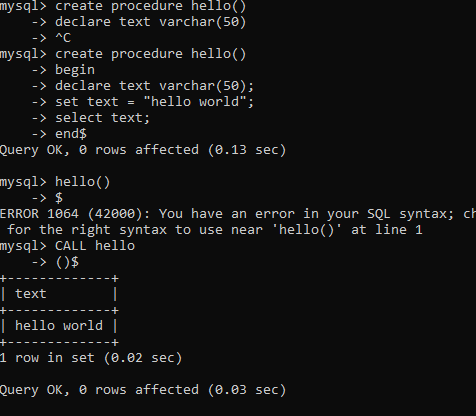 mysql> create procedure hello()
    -> declare text varchar(50)
    -> ^C
mysql> create procedure hello()
    -> begin
    -> declare text varchar(50);
    -> set text = "hello world";
    -> select text;
    -> end$
Query OK, 0 rows affected (0.13 sec)

mysql> hello()
    -> $
ERROR 1064 (42000): You have an error in your SQL syntax; ch
 for the right syntax to use near 'hello()' at line 1
mysql> CALL hello
    -> ()$
+-------------+
| text        |
+-------------+
| hello world |
+-------------+
1 row in set (0.02 sec)

Query OK, 0 rows affected (0.03 sec)